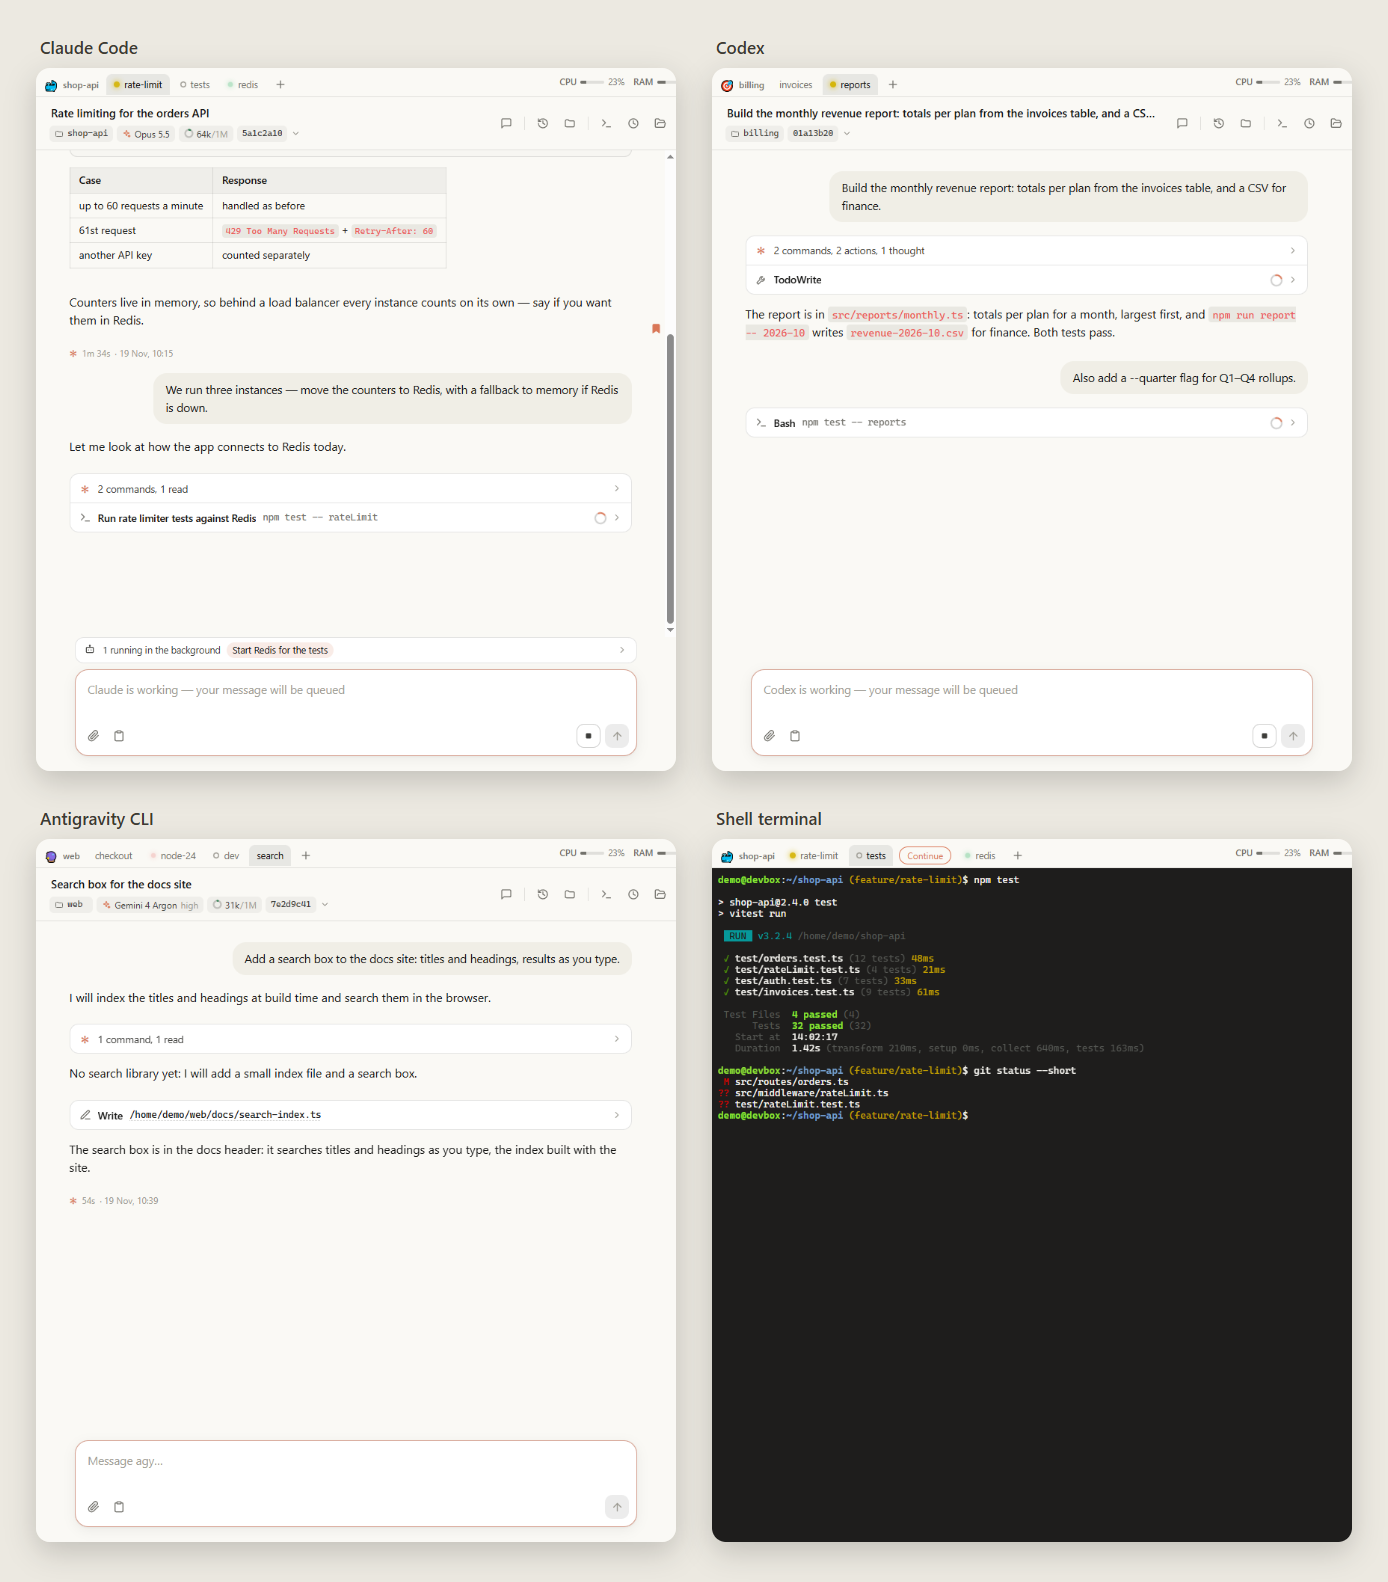 Claude Code
shop-api rate-limit tests redis + CPU 23% RAM
Rate limiting for the orders API
shop-api Opus 5.5 64k/1M 5a1c2a10
Case Response
up to 60 requests a minute handled as before
61st request 429 Too Many Requests + Retry-After: 60
another API key counted separately
Counters live in memory, so behind a load balancer every instance counts on its own — say if you want
them in Redis.
1m 34s · 19 Nov, 10:15
We run three instances — move the counters to Redis, with a fallback to memory if Redis
is down.
Let me look at how the app connects to Redis today.
2 commands, 1 read
Run rate limiter tests against Redis npm test -- rateLimit
1 running in the background Start Redis for the tests
Claude is working — your message will be queued
Codex
billing invoices reports + CPU 23% RAM
Build the monthly revenue report: totals per plan from the invoices table, and a CS...
billing 01a13b20
Build the monthly revenue report: totals per plan from the invoices table, and a CSV for
finance.
2 commands, 2 actions, 1 thought
TodoWrite
The report is in src/reports/monthly.ts: totals per plan for a month, largest first, and npm run report
-- 2026-10 writes revenue-2026-10.csv for finance. Both tests pass.
Also add a --quarter flag for Q1–Q4 rollups.
Bash npm test -- reports
Codex is working — your message will be queued
Antigravity CLI
web checkout node-24 dev search + CPU 23% RAM
Search box for the docs site
web Gemini 4 Argon high 31k/1M 7e2d9c41
Add a search box to the docs site: titles and headings, results as you type.
I will index the titles and headings at build time and search them in the browser.
1 command, 1 read
No search library yet: I will add a small index file and a search box.
Write /home/demo/web/docs/search-index.ts
The search box is in the docs header: it searches titles and headings as you type, the index built with the
site.
54s · 19 Nov, 10:39
Message agy...
Shell terminal
shop-api rate-limit tests Continue redis + CPU 23% RAM
demo@devbox:~/shop-api (feature/rate-limit)$ npm test
> shop-api@2.4.0 test
> vitest run
RUN v3.2.4 /home/demo/shop-api
✓ test/orders.test.ts (12 tests) 48ms
✓ test/rateLimit.test.ts (4 tests) 21ms
✓ test/auth.test.ts (7 tests) 33ms
✓ test/invoices.test.ts (9 tests) 61ms
Test Files 4 passed (4)
Tests 32 passed (32)
Start at 14:02:17
Duration 1.42s (transform 210ms, setup 0ms, collect 640ms, tests 163ms)
demo@devbox:~/shop-api (feature/rate-limit)$ git status --short
M src/routes/orders.ts
?? src/middleware/rateLimit.ts
?? test/rateLimit.test.ts
demo@devbox:~/shop-api (feature/rate-limit)$